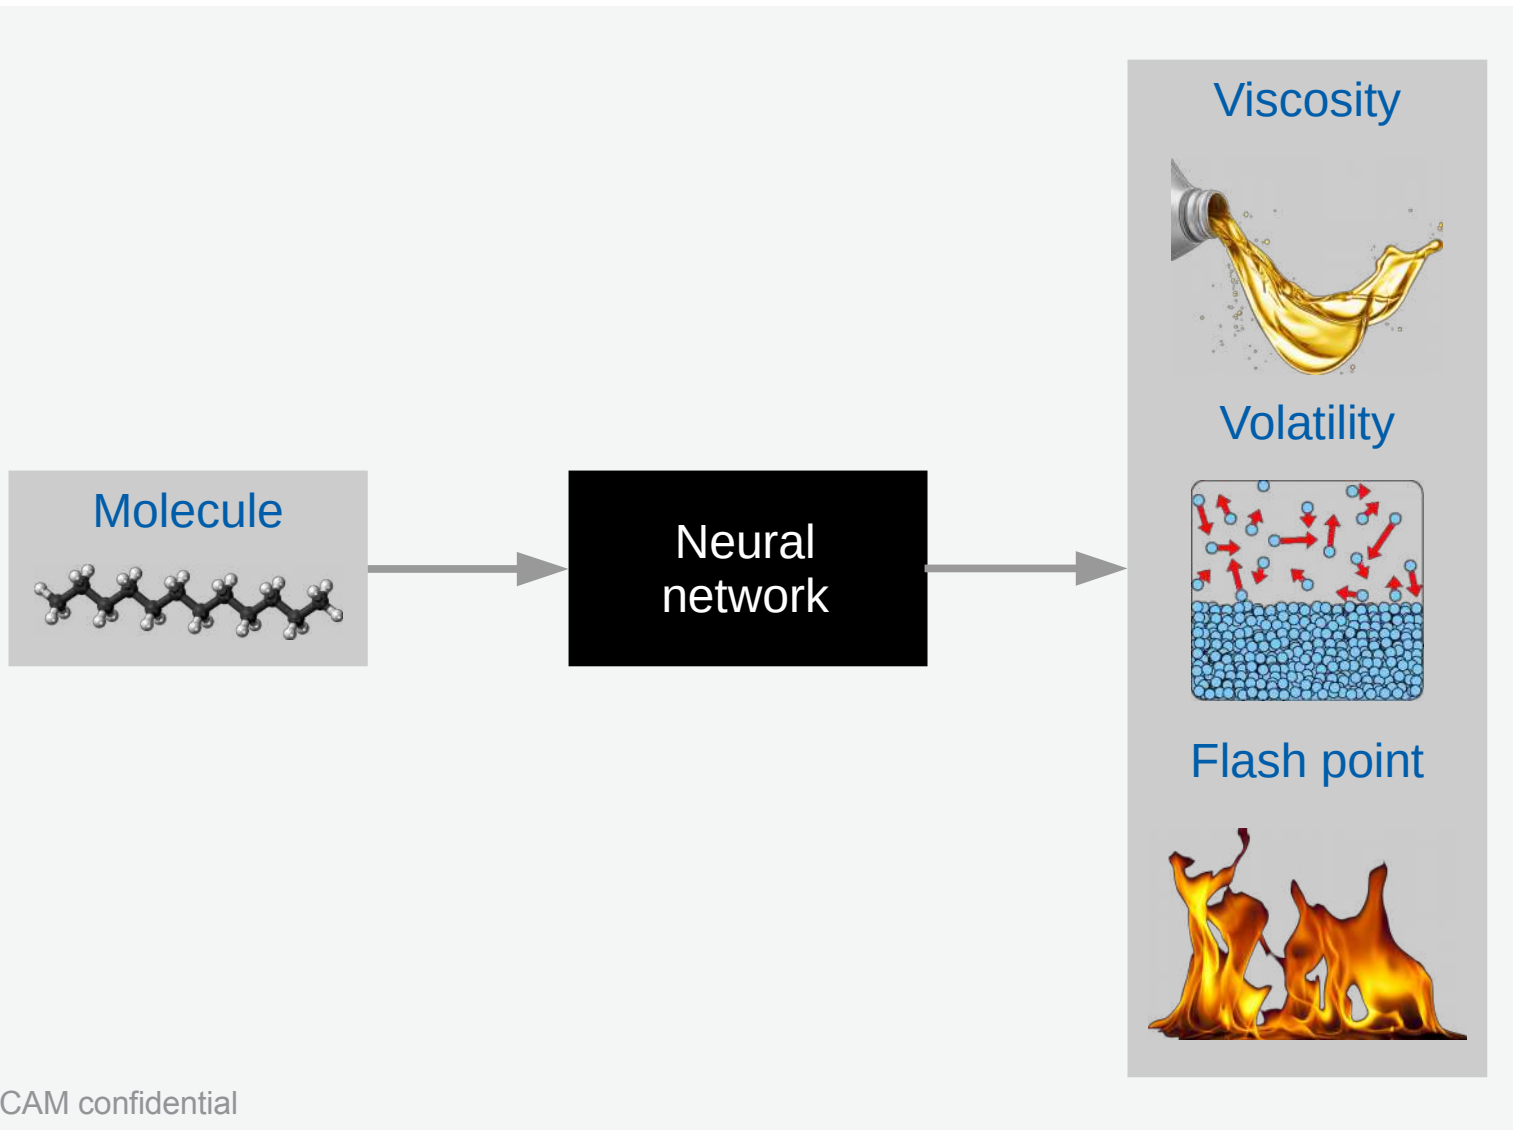 Viscosity
Volatility
Molecule
Neural
network
Flash point
CAM confidential